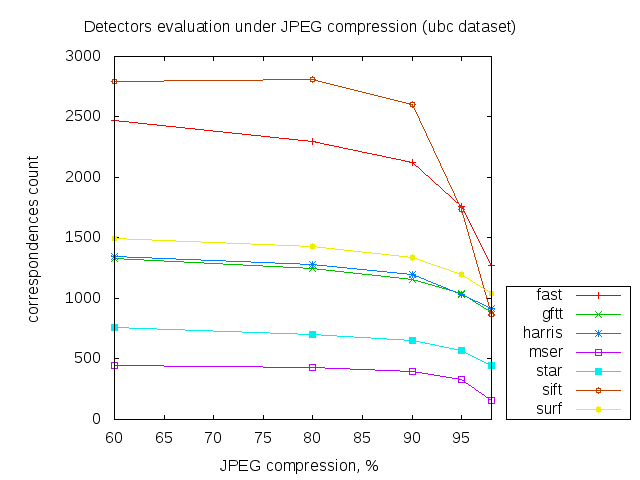 Detectors evaluation under JPEG compression (ubc dataset)
3000
2500
2000
1500
1000
500
0
correspondences count
60 65 70 75 80 85 90 95
JPEG compression, %
fast
gftt
harris
mser
star
sift
surf